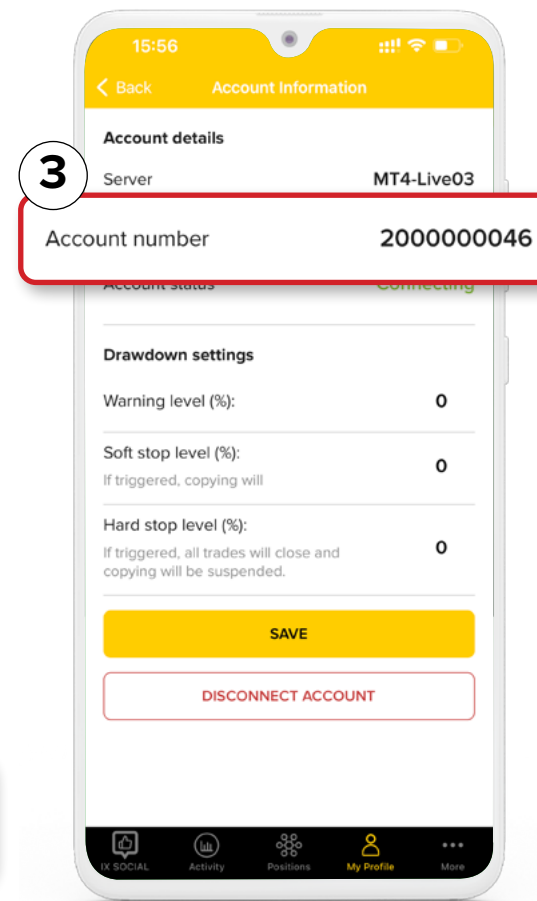 15:56
Back Account Information
Account details
3
Server MT4-Live03
Account number 2000000046
Account status Connecting
Drawdown settings
Warning level (%): 0
Soft stop level (%): 0
If triggered, copying will
Hard stop level (%): 0
If triggered, all trades will close and
copying will be suspended.
SAVE
DISCONNECT ACCOUNT
IX SOCIAL Activity Positions My Profile More